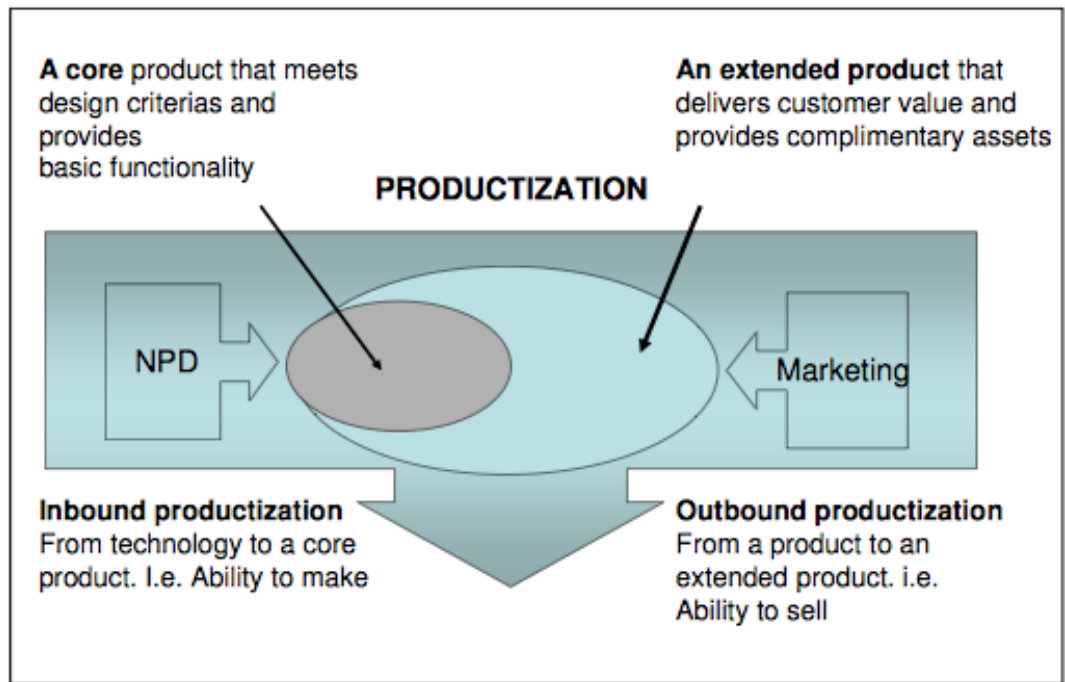 A core product that meets
design criterias and
provides
basic functionality
An extended product that
delivers customer value and
provides complimentary assets
PRODUCTIZATION
NPD
Marketing
Inbound productization
From technology to a core
product. I.e. Ability to make
Outbound productization
From a product to an
extended product. i.e.
Ability to sell